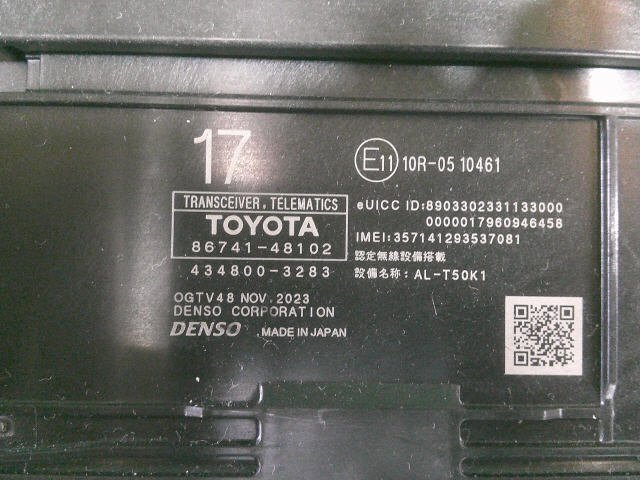 17
E11 10R-05 10461
TRANSCEIVER, TELEMATICS
TOYOTA
86741-48102
434800-3283
eUICC ID:8903302331133000
0000017960946458
IMEI:357141293537081
認定無線設備搭載
設備名称: AL-T50K1
OGTV48 NOV.2023
DENSO CORPORATION
DENSO MADE IN JAPAN